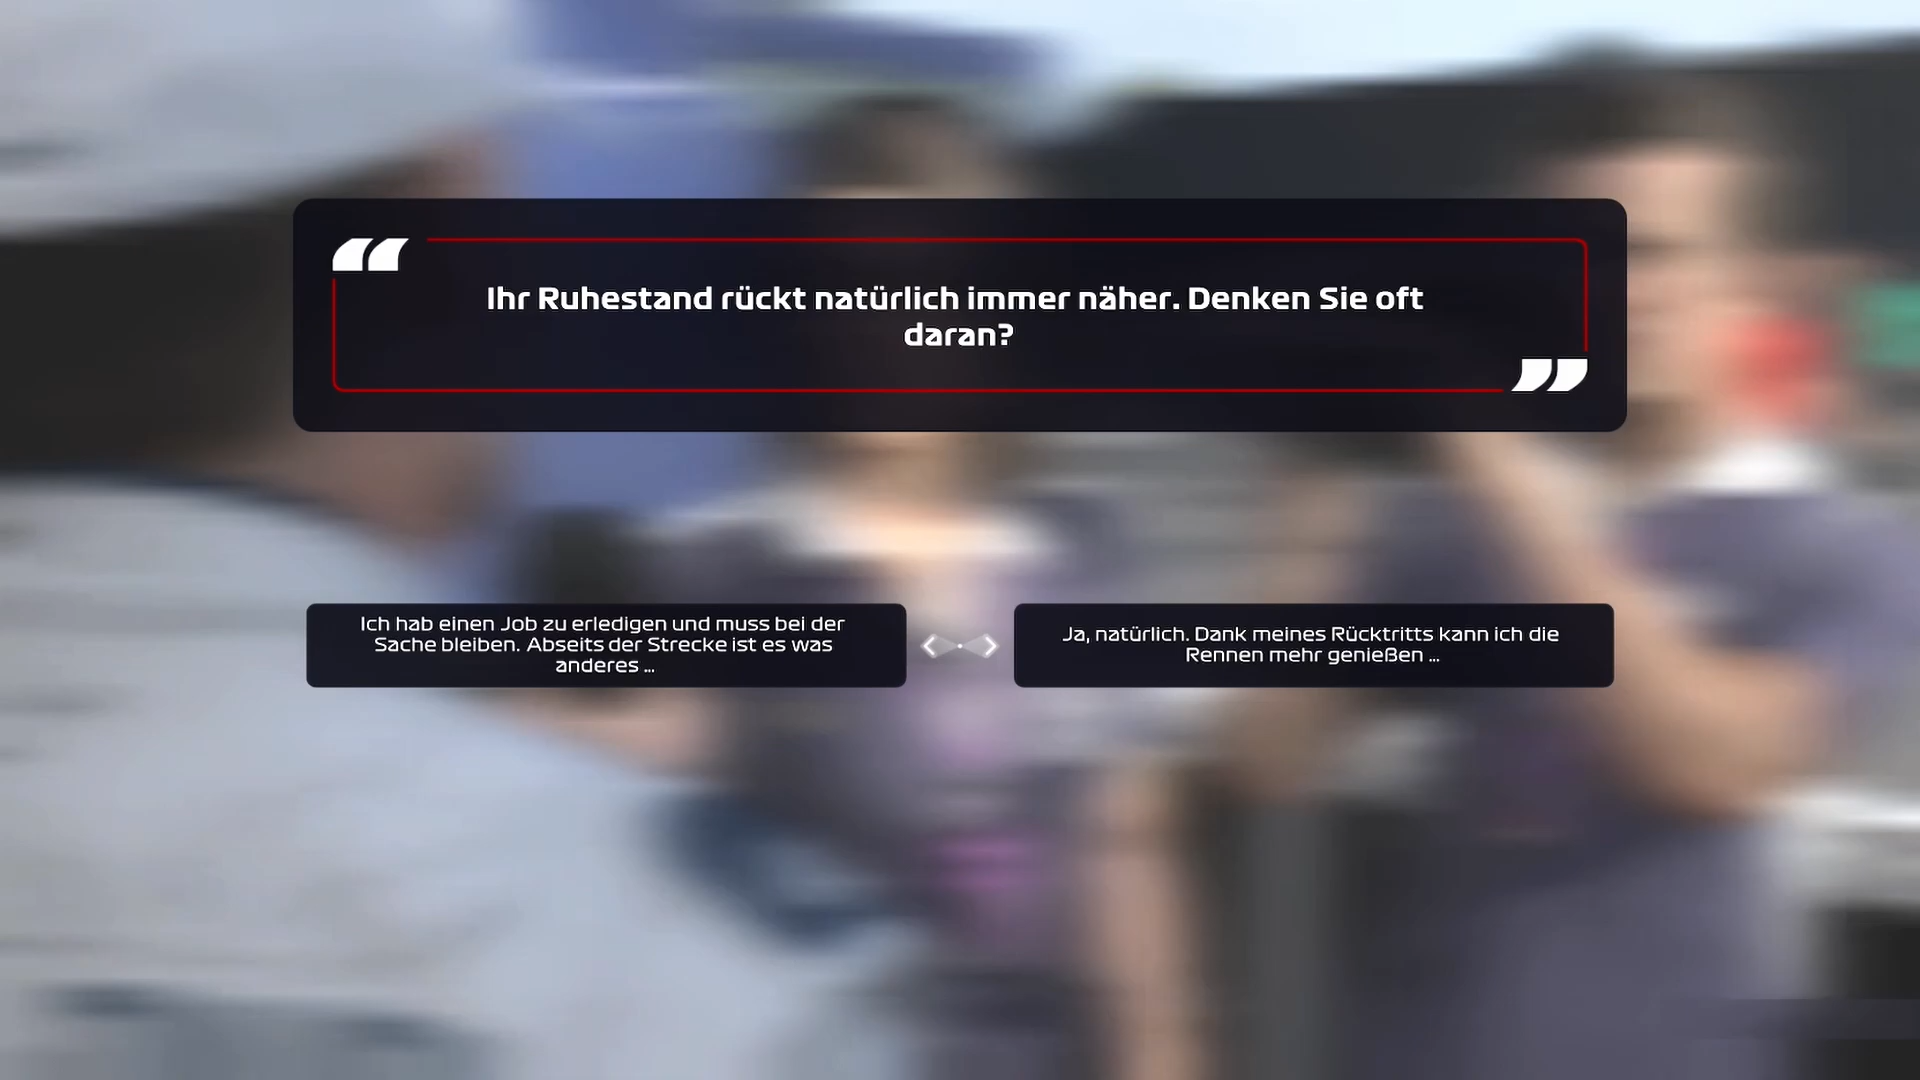 Ihr Ruhestand rückt natürlich immer näher. Denken Sie oft
daran?
Ich hab einen Job zu erledigen und muss bei der
Sache bleiben. Abseits der Strecke ist es was
anderes ...
Ja, natürlich. Dank meines Rücktritts kann ich die
Rennen mehr genießen ...